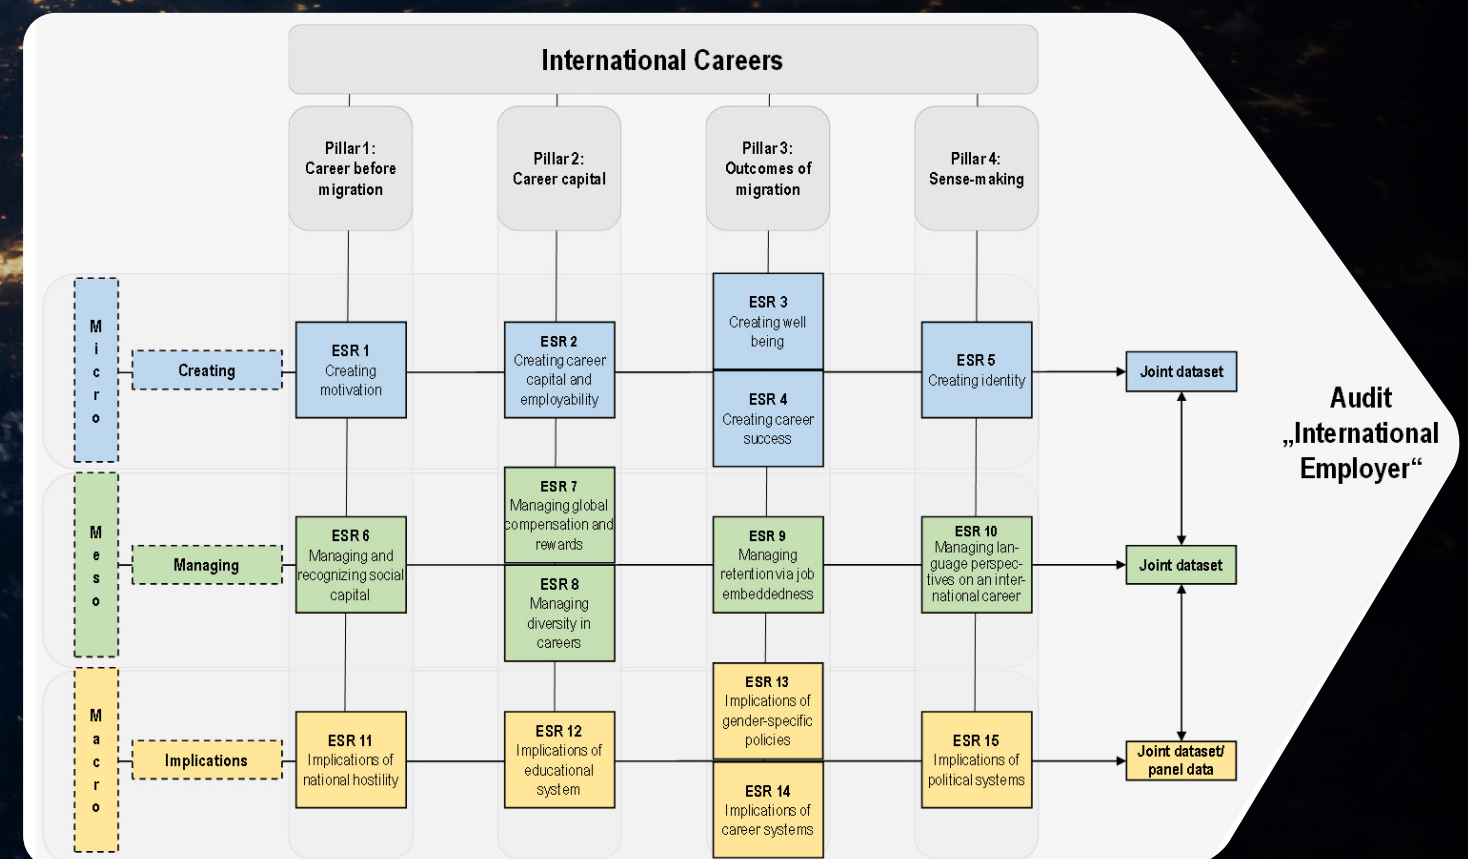 International Careers
Pillar 1:
Career before
migration
Pillar 2:
Career capital
Pillar 3:
Outcomes of
migration
Pillar 4:
Sense-making
Micro
Creating
ESR 1
Creating
motivation
ESR 2
Creating career
capital and
employability
ESR 3
Creating well
being
ESR 4
Creating career
success
ESR 5
Creating identity
Joint dataset
Meso
Managing
ESR 6
Managing and
recognizing social
capital
ESR 7
Managing global
compensation and
rewards
ESR 8
Managing
diversity in
careers
ESR 9
Managing
retention via job
embeddedness
ESR 10
Managing lan-
guage perspec-
tives on an inter-
national career
Joint dataset
Macro
Implications
ESR 11
Implications of
national hostility
ESR 12
Implications of
educational
system
ESR 13
Implications of
gender-specific
policies
ESR 14
Implications of
career systems
ESR 15
Implications of
political systems
Joint dataset/
panel data
Audit
„International
Employer“